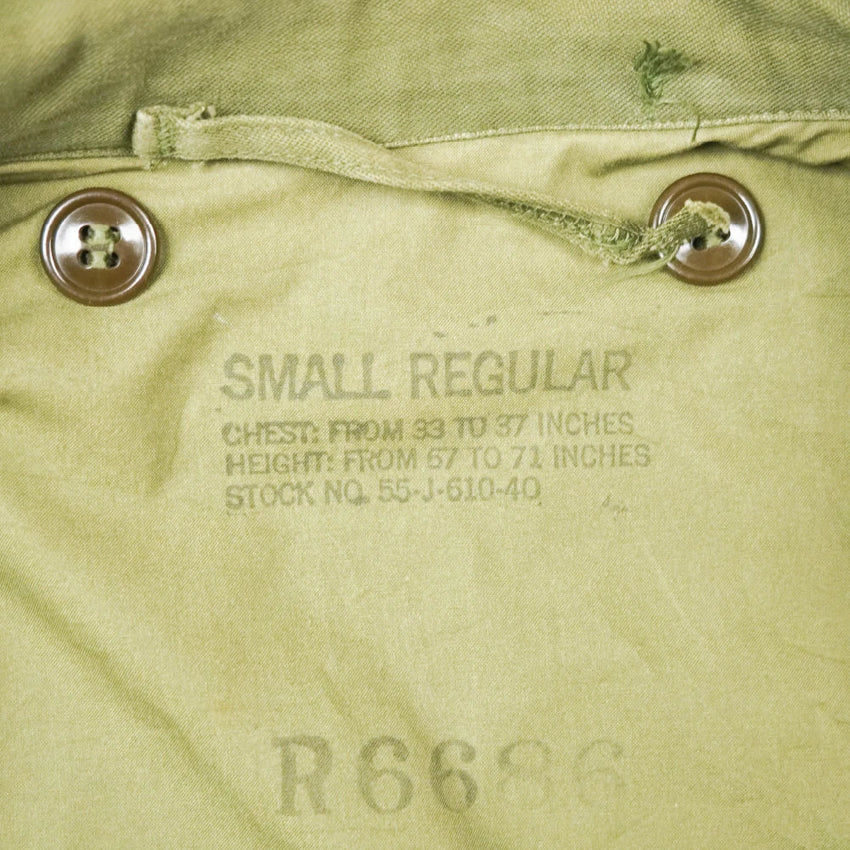 SMALL REGULAR
CHEST: FROM 33 TO 37 INCHES
HEIGHT: FROM 67 TO 71 INCHES
STOCK NO. 55-J-610-40
R6686